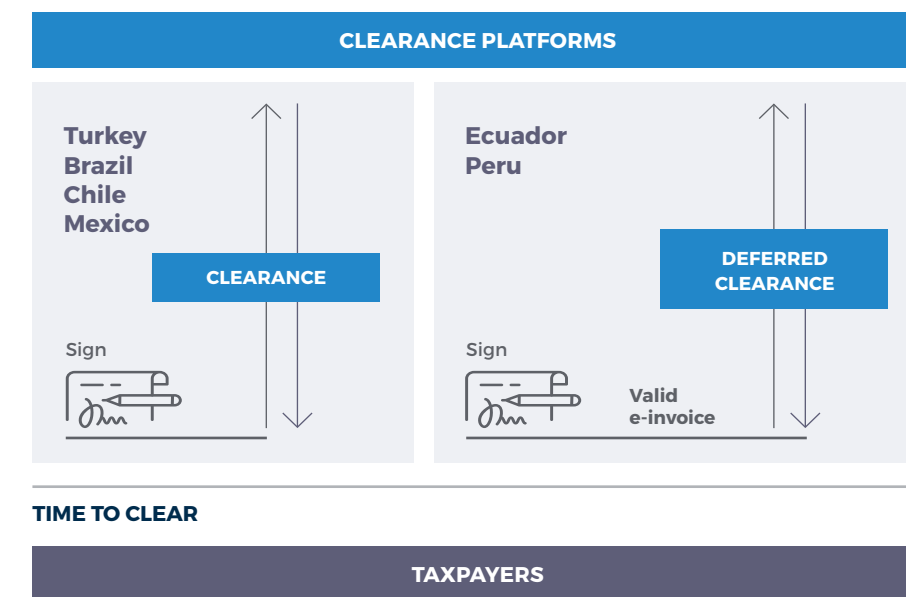 CLEARANCE PLATFORMS
Turkey
Brazil
Chile
Mexico
CLEARANCE
Sign
Ecuador
Peru
DEFERRED
CLEARANCE
Sign
Valid
e-invoice
TIME TO CLEAR
TAXPAYERS